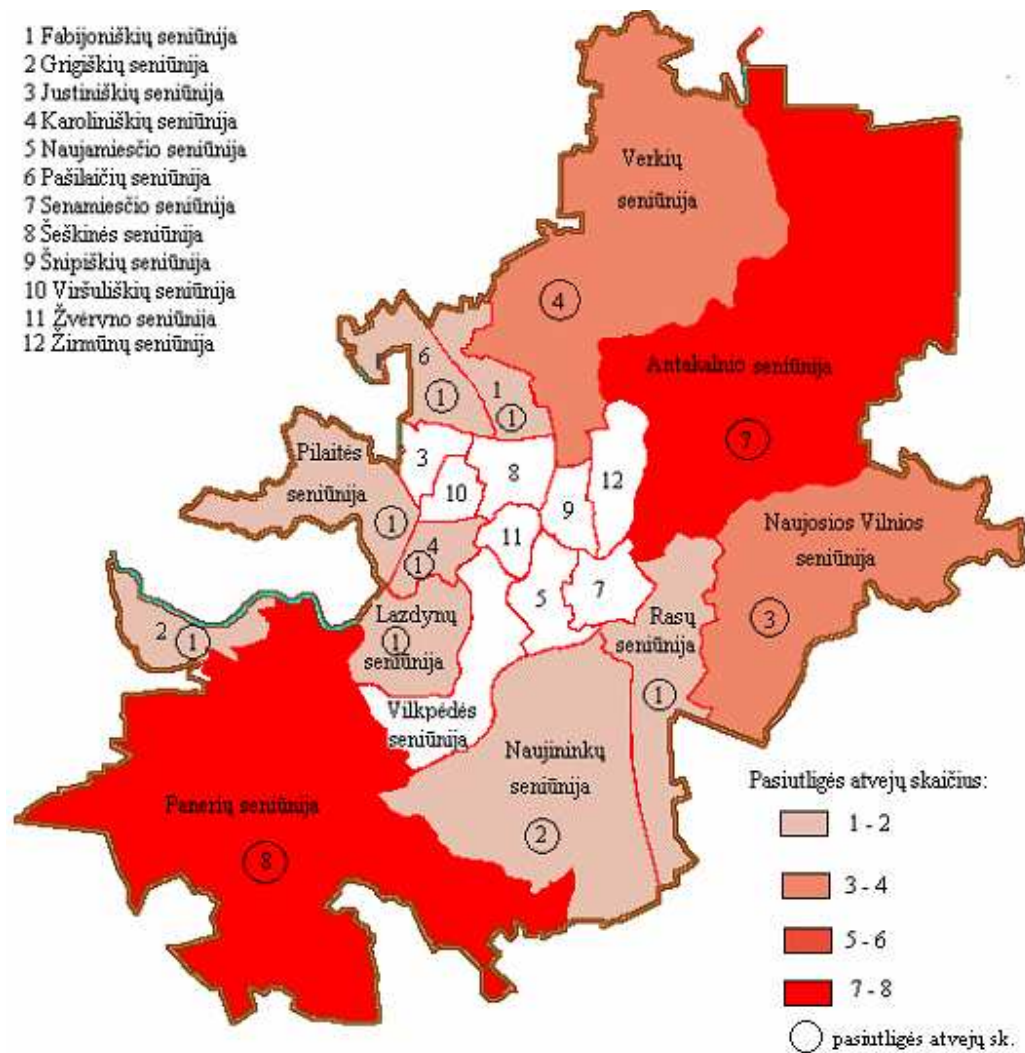 1 Fabijoniškių seniūnija
2 Grigiškių seniūnija
3 Justiniškių seniūnija
4 Karoliniškių seniūnija
5 Naujamiesčio seniūnija
6 Pašilaičių seniūnija
7 Senamiesčio seniūnija
8 Šeškinės seniūnija
9 Šnipiškių seniūnija
10 Viršuliškių seniūnija
11 Žvėryno seniūnija
12 Žirmūnų seniūnija
Verkių
seniūnija
4
6
1
1
1
Antakalnio seniūnija
7
Pilaitės
seniūnija
1
3
10
8
9
12
11
4
1
5
7
Naujosios Vilnios
seniūnija
3
2
1
Lazdynų
1
seniūnija
Rasų
seniūnija
1
Vilkpėdės
seniūnija
Naujininkų
seniūnija
2
Panerių seniūnija
8
Pasiutligės atvejų skaičius:
1 - 2
3 - 4
5 - 6
7 - 8
pasiutligės atvejų sk.